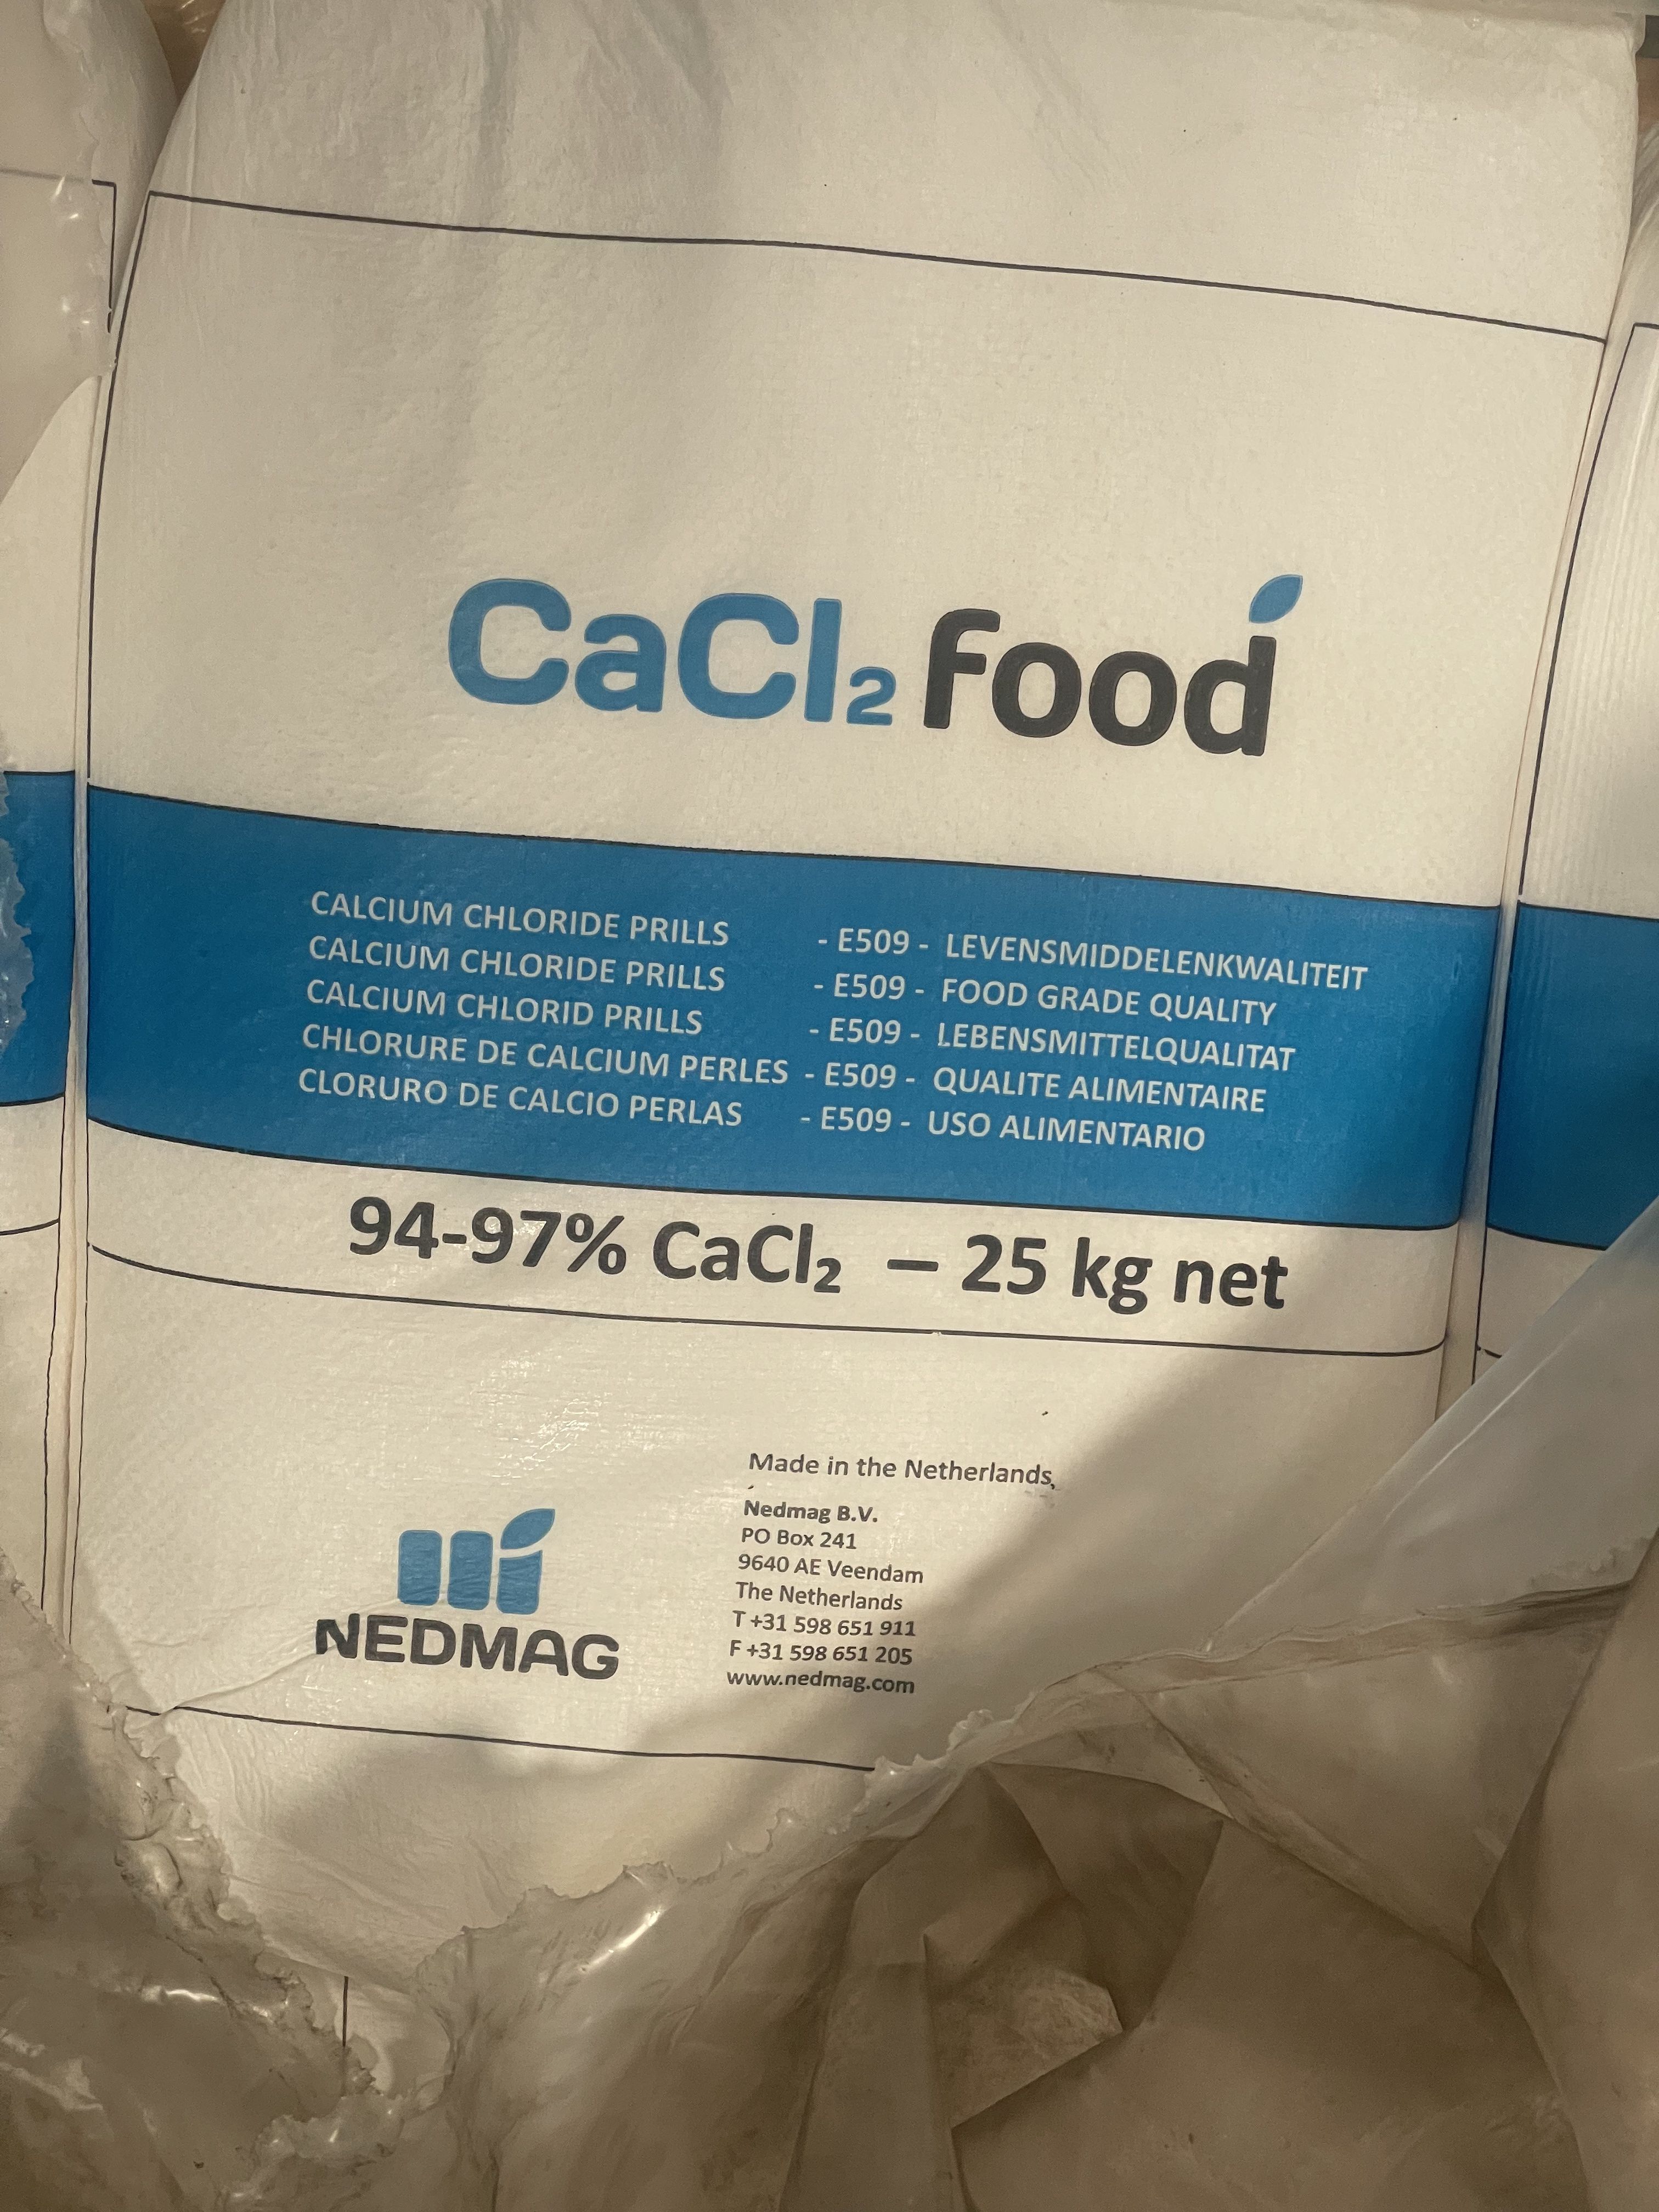 CaCl₂ food
CALCIUM CHLORIDE PRILLS - E509 - LEVENSMIDDELENKWALITEIT
CALCIUM CHLORIDE PRILLS - E509 - FOOD GRADE QUALITY
CALCIUM CHLORID PRILLS - E509 - LEBENSMITTELQUALITAT
CHLORURE DE CALCIUM PERLES - E509 - QUALITE ALIMENTAIRE
CLORURO DE CALCIO PERLAS - E509 - USO ALIMENTARIO
94-97% CaCl₂ – 25 kg net
NEDMAG
Made in the Netherlands,
Nedmag B.V.
PO Box 241
9640 AE Veendam
The Netherlands
T +31 598 651 911
F +31 598 651 205
www.nedmag.com